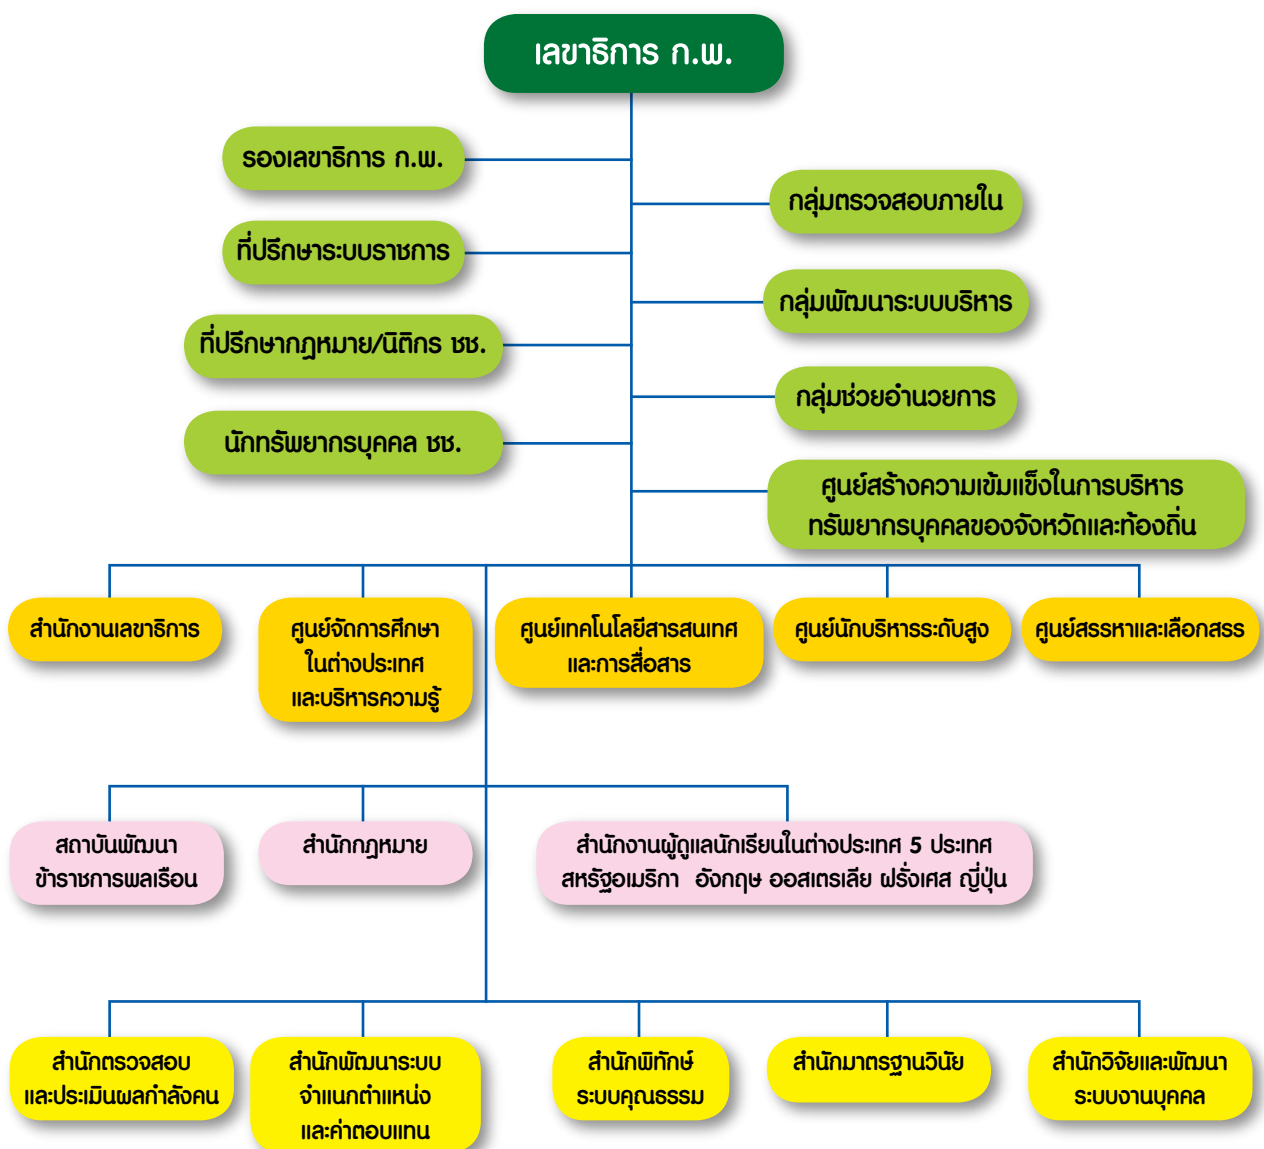 เลขาธิการ ก.พ.
รองเลขาธิการ ก.พ.
กลุ่มตรวจสอบภายใน
ที่ปรึกษาระบบราชการ
กลุ่มพัฒนาระบบบริหาร
ที่ปรึกษากฎหมาย/นิติกร ชช.
กลุ่มช่วยอำนวยการ
นักทรัพยากรบุคคล ชช.
ศูนย์สร้างความเข้มแข็งในการบริหาร
ทรัพยากรบุคคลของจังหวัดและท้องถิ่น
สำนักงานเลขาธิการ
ศูนย์จัดการศึกษา
ในต่างประเทศ
และบริหารความรู้
ศูนย์เทคโนโลยีสารสนเทศ
และการสื่อสาร
ศูนย์นักบริหารระดับสูง
ศูนย์สรรหาและเลือกสรร
สถาบันพัฒนา
ข้าราชการพลเรือน
สำนักกฎหมาย
สำนักงานผู้ดูแลนักเรียนในต่างประเทศ 5 ประเทศ
สหรัฐอเมริกา อังกฤษ ออสเตรเลีย ฝรั่งเศส ญี่ปุ่น
สำนักตรวจสอบ
และประเมินผลกำลังคน
สำนักพัฒนาระบบ
จำแนกตำแหน่ง
และค่าตอบแทน
สำนักพิทักษ์
ระบบคุณธรรม
สำนักมาตรฐานวินัย
สำนักวิจัยและพัฒนา
ระบบงานบุคคล